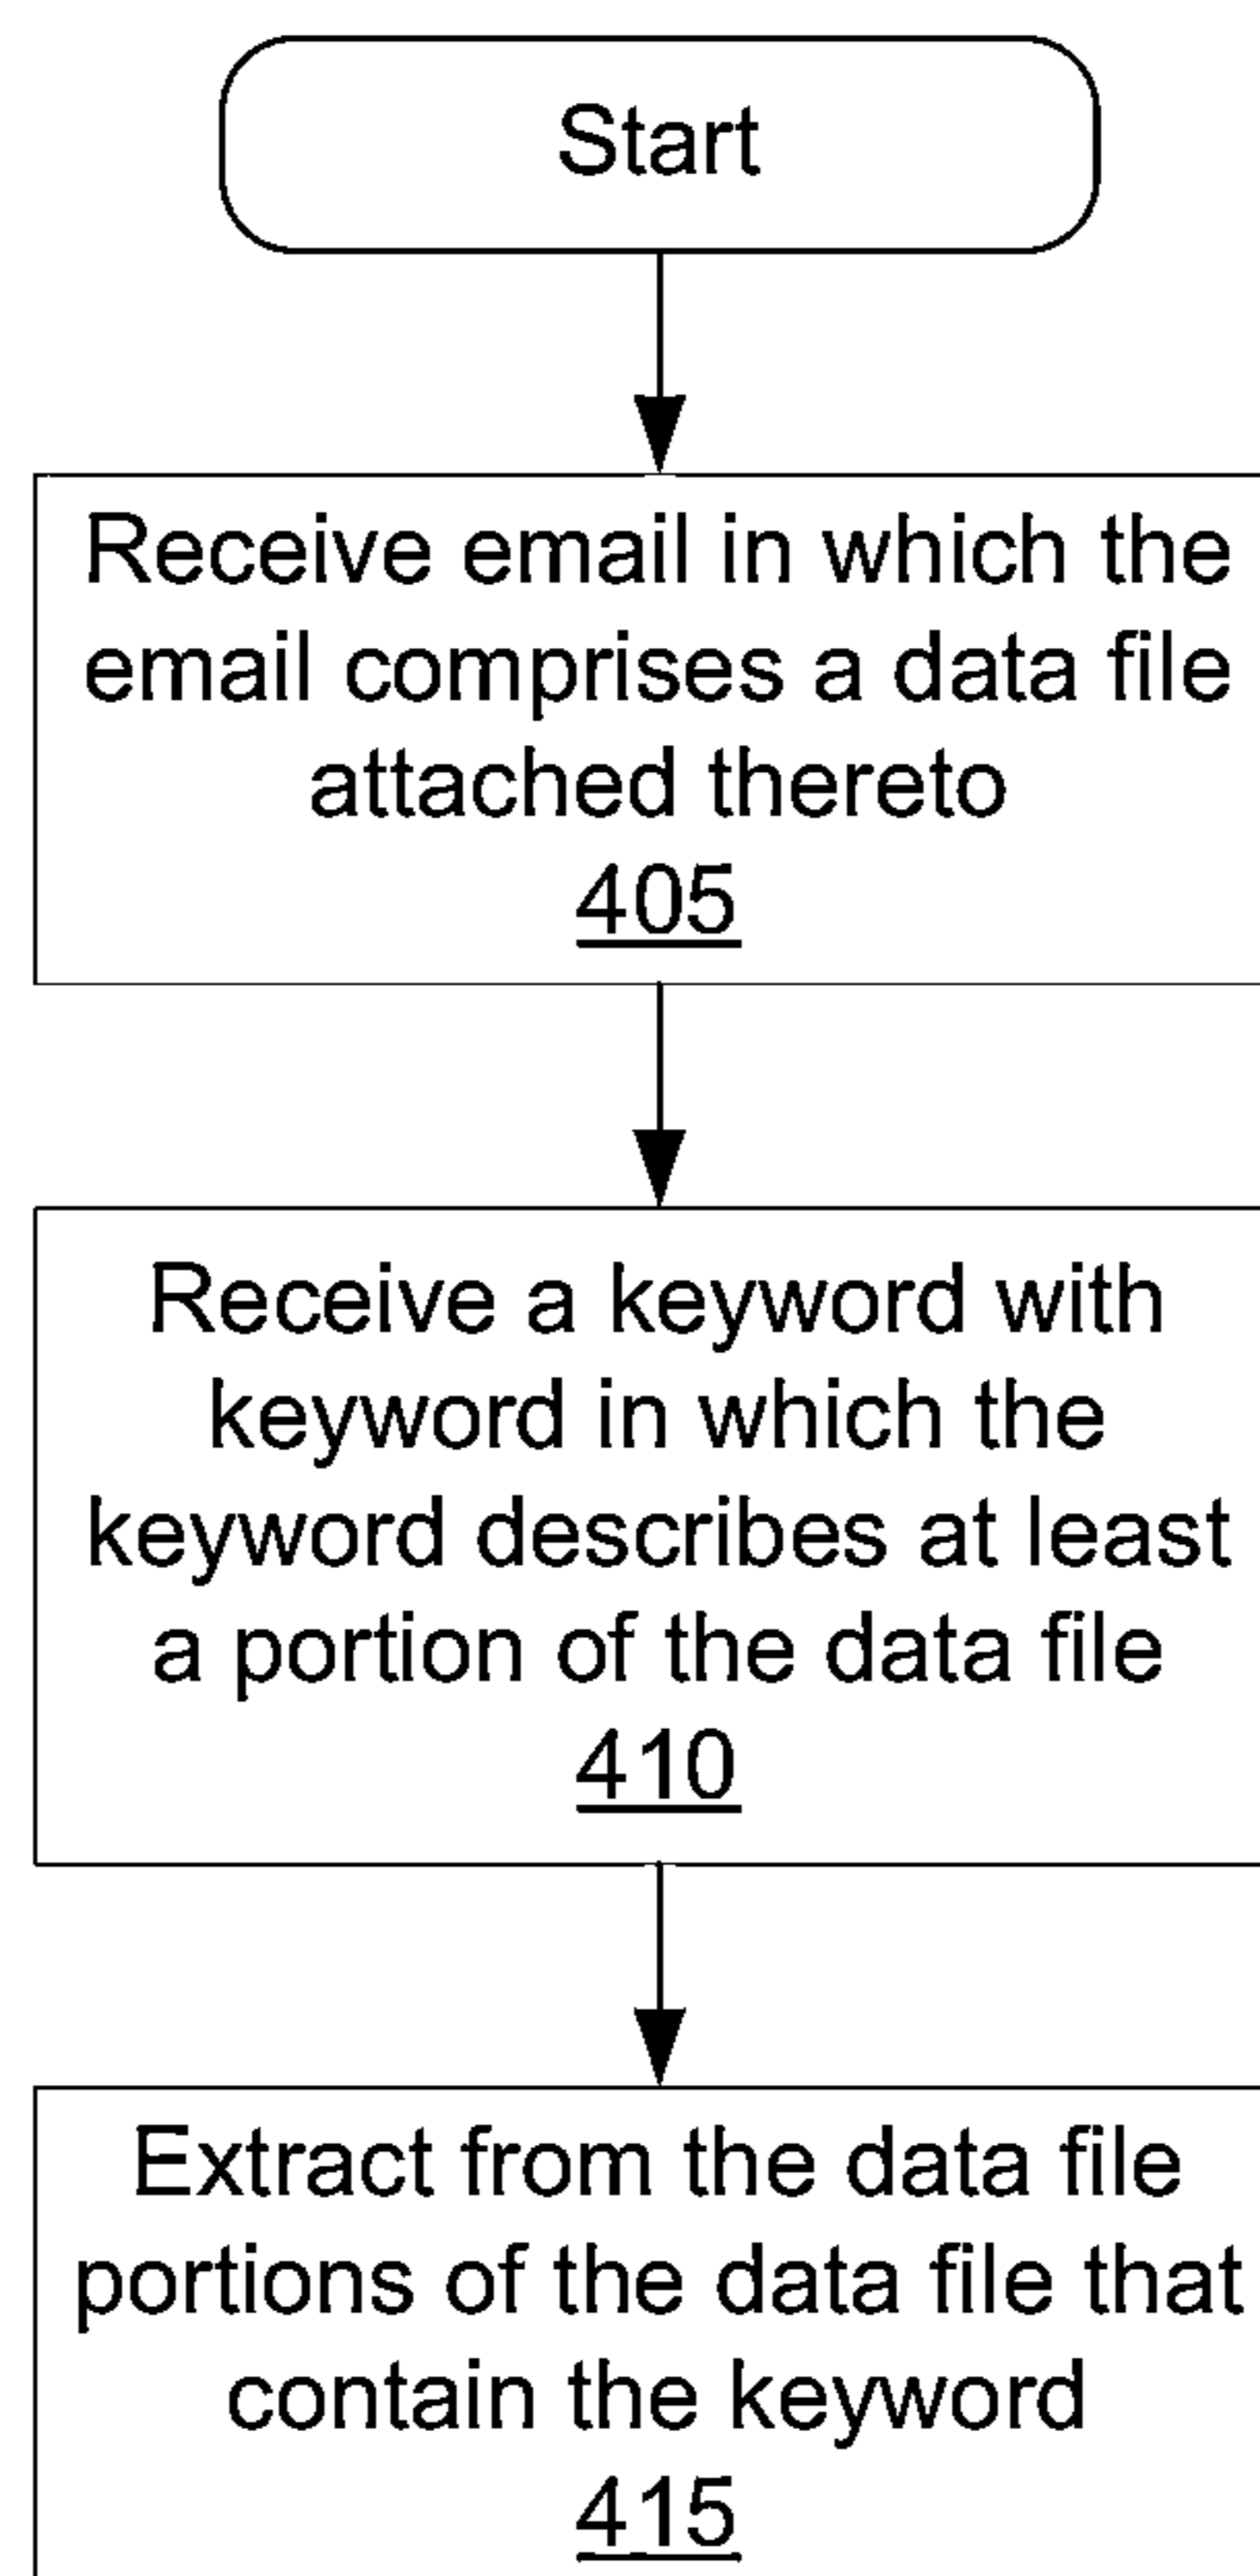 Start
Receive email in which the
email comprises a data file
attached thereto
405
Receive a keyword with
keyword in which the
keyword describes at least
a portion of the data file
410
Extract from the data file
portions of the data file that
contain the keyword
415